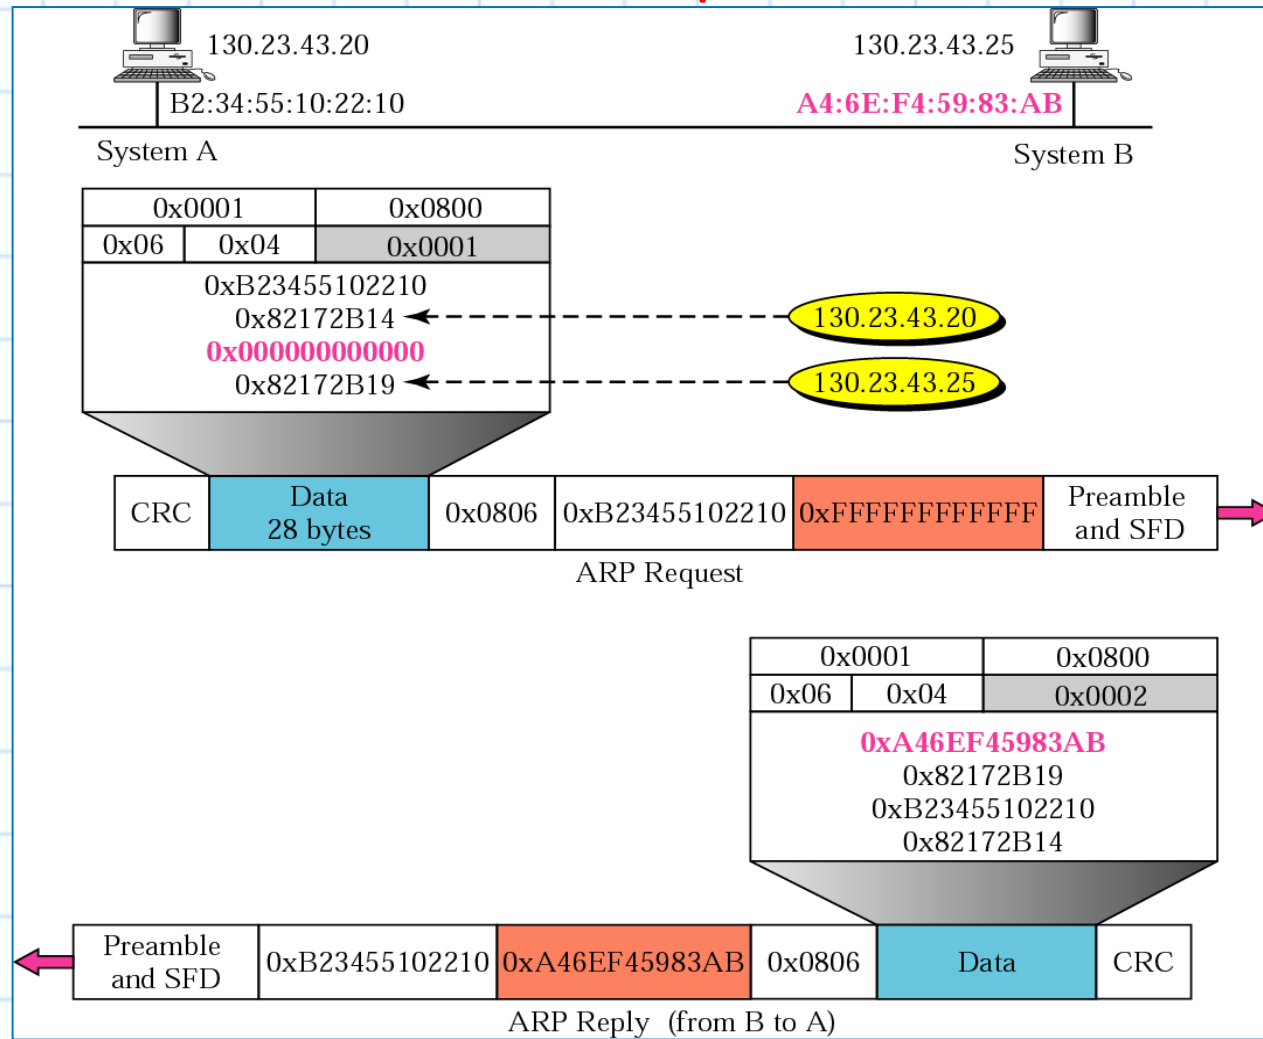 130.23.43.20
130.23.43.25
B2:34:55:10:22:10
A4:6E:F4:59:83:AB
System A
System B
0x0001
0x0800
0x06
0x04
0x0001
0xB23455102210
0x82172B14
130.23.43.20
0x000000000000
0x82172B19
130.23.43.25
CRC
Data
28 bytes
0x0806
0xB23455102210
0xFFFFFFFFFFFF
Preamble
and SFD
ARP Request
0x0001
0x0800
0x06
0x04
0x0002
0xA46EF45983AB
0x82172B19
0xB23455102210
0x82172B14
Preamble
and SFD
0xB23455102210
0xA46EF45983AB
0x0806
Data
CRC
ARP Reply (from B to A)